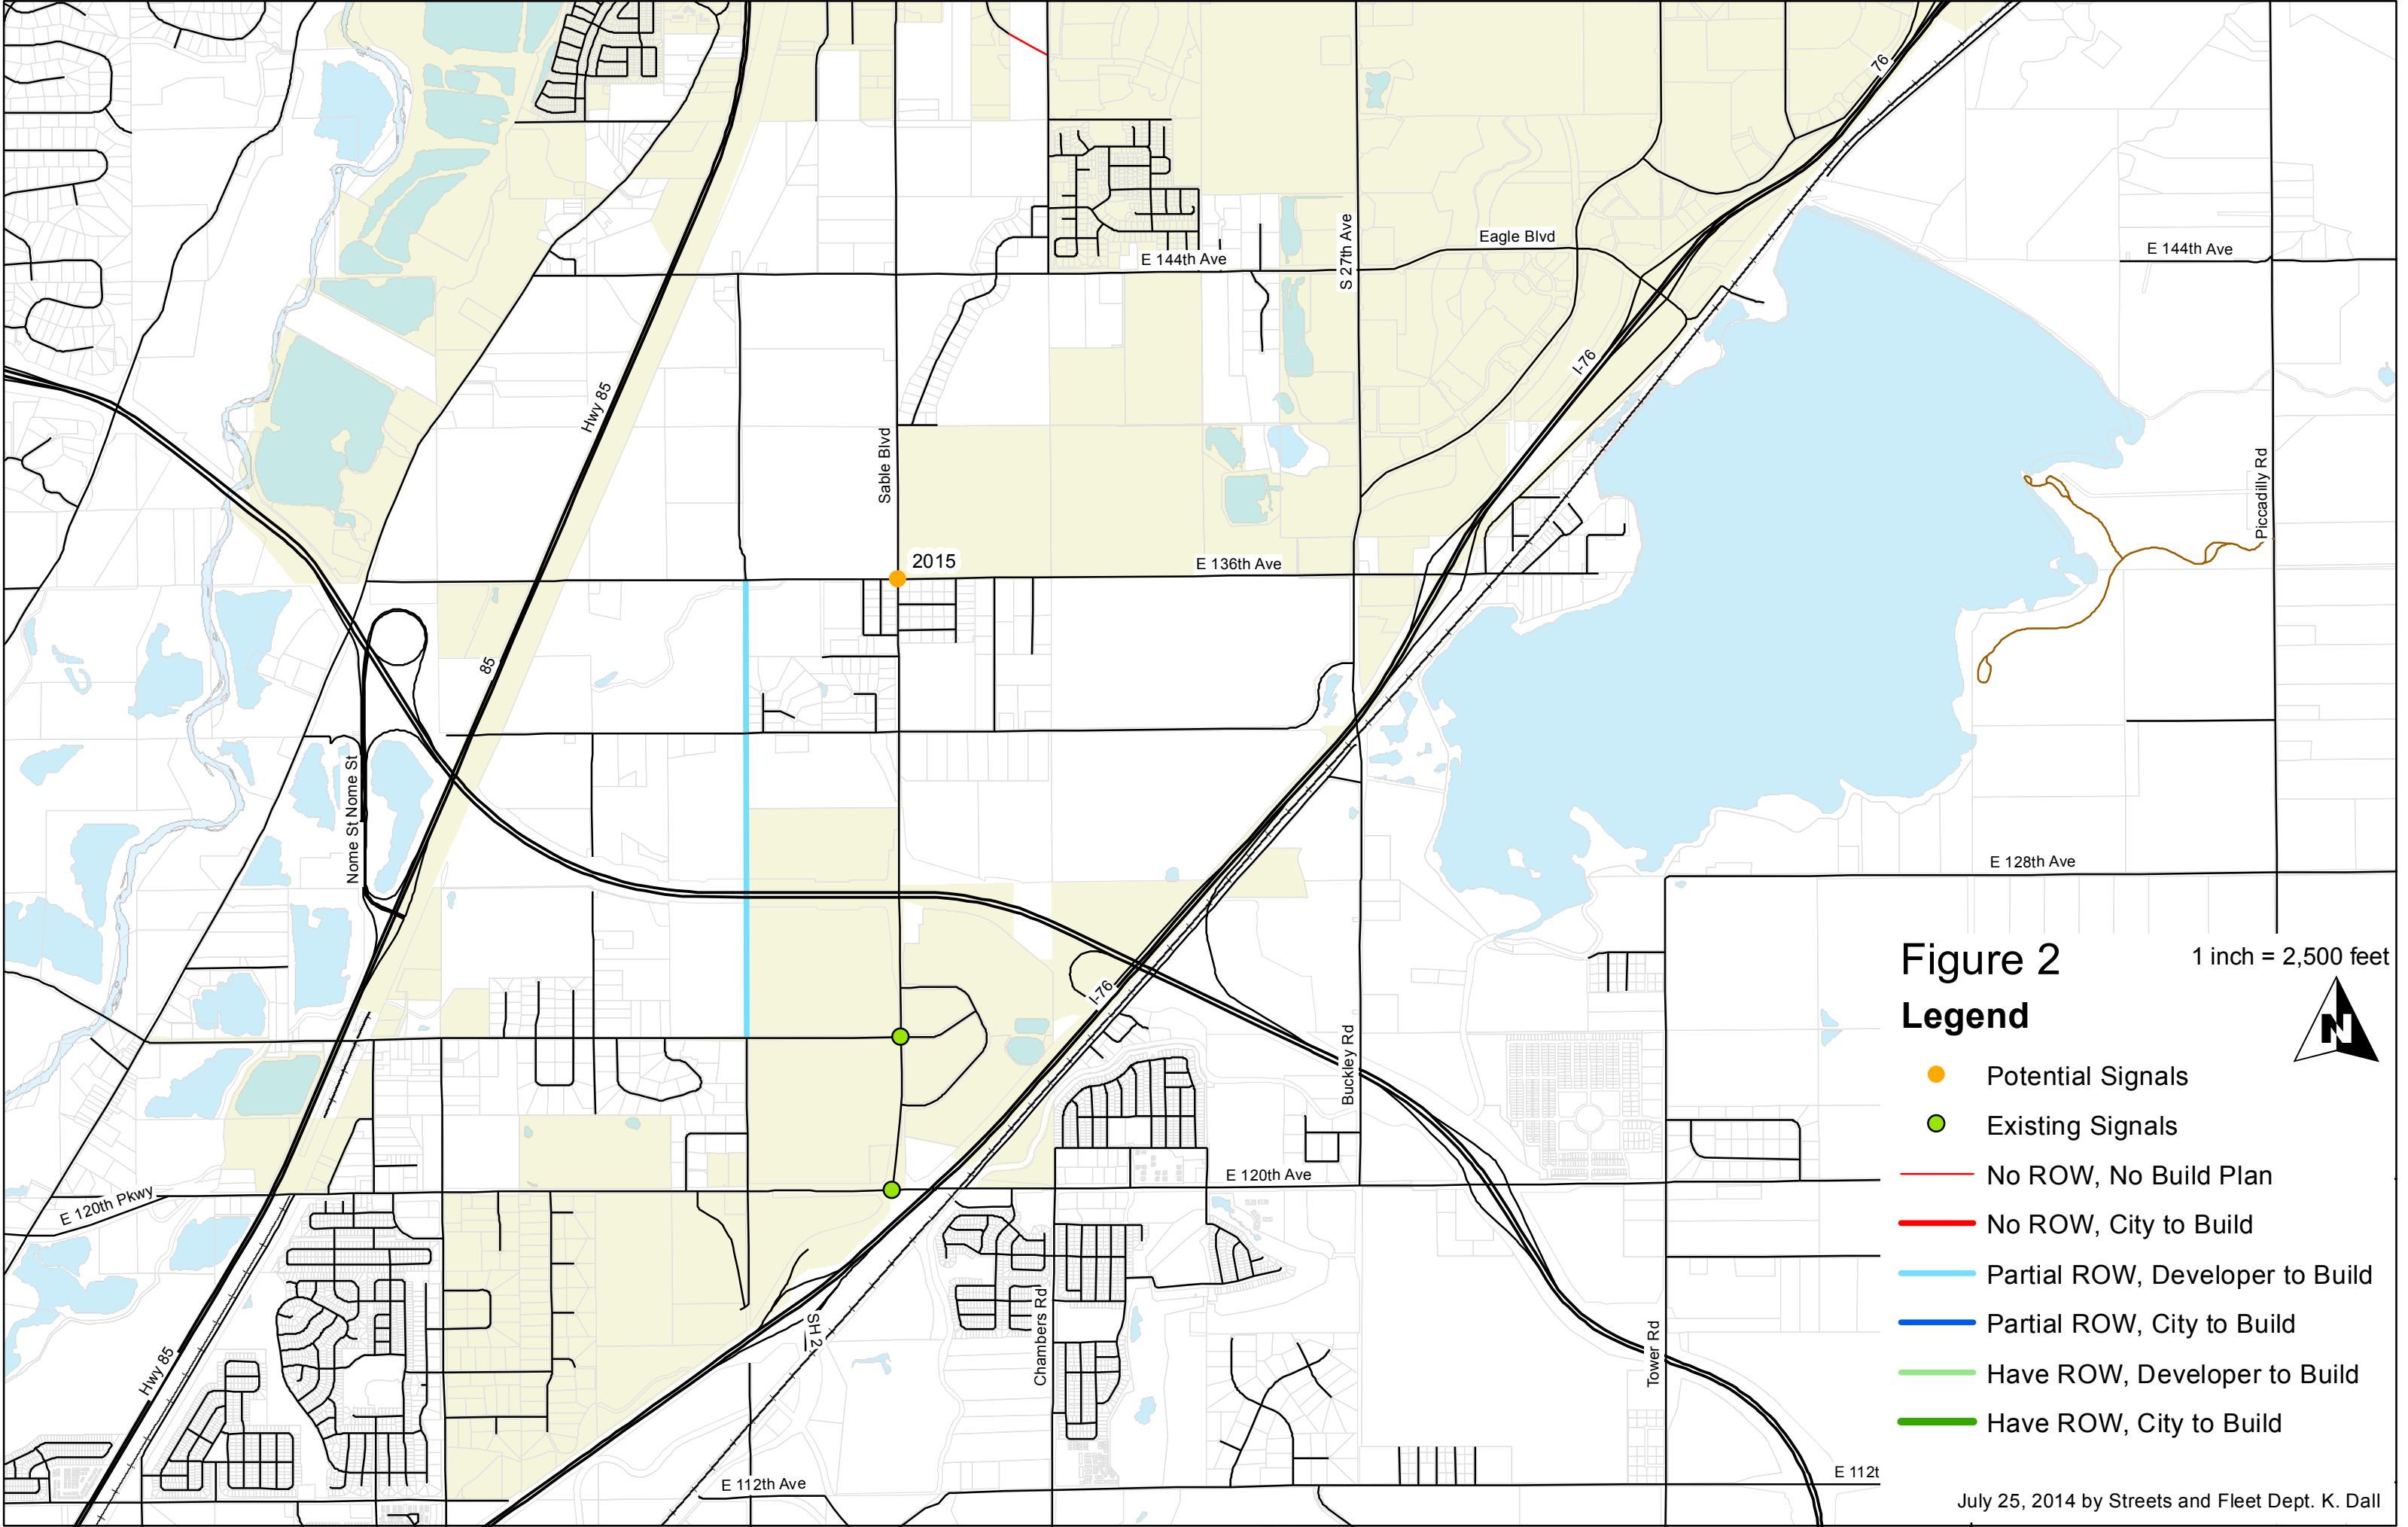 76
Eagle Blvd
E 144th Ave
S 27th Ave
E 144th Ave
I-76
Hwy 85
Sable Blvd
Piccadilly Rd
2015
E 136th Ave
85
Nome St Nome St
E 128th Ave
I-76
Buckley Rd
E 120th Ave
E 120th Pkwy
SH 2
Chambers Rd
Tower Rd
Hwy 85
E 112th Ave
E 112t
Figure 2
1 inch = 2,500 feet
Legend
N
Potential Signals
Existing Signals
No ROW, No Build Plan
No ROW, City to Build
Partial ROW, Developer to Build
Partial ROW, City to Build
Have ROW, Developer to Build
Have ROW, City to Build
July 25, 2014 by Streets and Fleet Dept. K. Dall